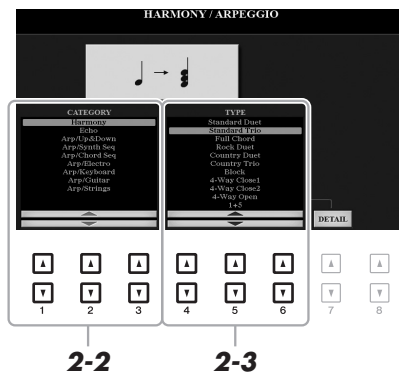 HARMONY / ARPEGGIO
CATEGORY
Harmony
Echo
Arp/Up&Down
Arp/Synth Seq
Arp/Chord Seq
Arp/Electro
Arp/Keyboard
Arp/Guitar
Arp/Strings
TYPE
Standard Duet
Standard Trio
Full Chord
Rock Duet
Country Duet
Country Trio
Block
4-Way Close1
4-Way Close2
4-Way Open
1+5
DETAIL
1 2 3 4 5 6 7 8
2-2 2-3